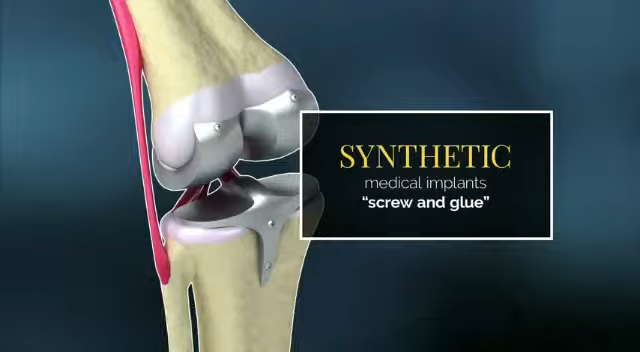 SYNTHETIC
medical implants
“screw and glue”